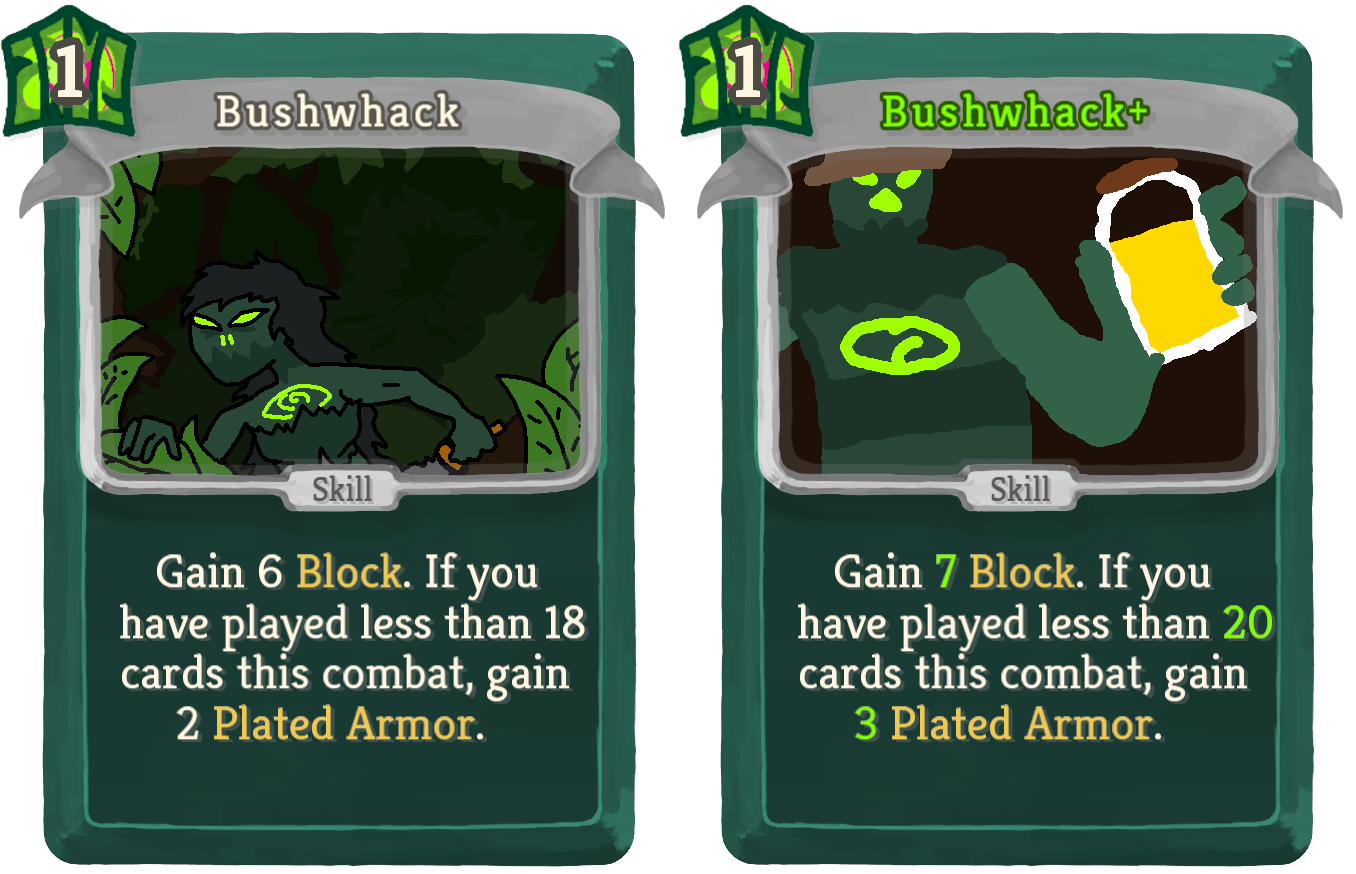 1
Bushwhack
Skill
Gain 6 Block. If you
have played less than 18
cards this combat, gain
2 Plated Armor.
1
Bushwhack+
Skill
Gain 7 Block. If you
have played less than 20
cards this combat, gain
3 Plated Armor.